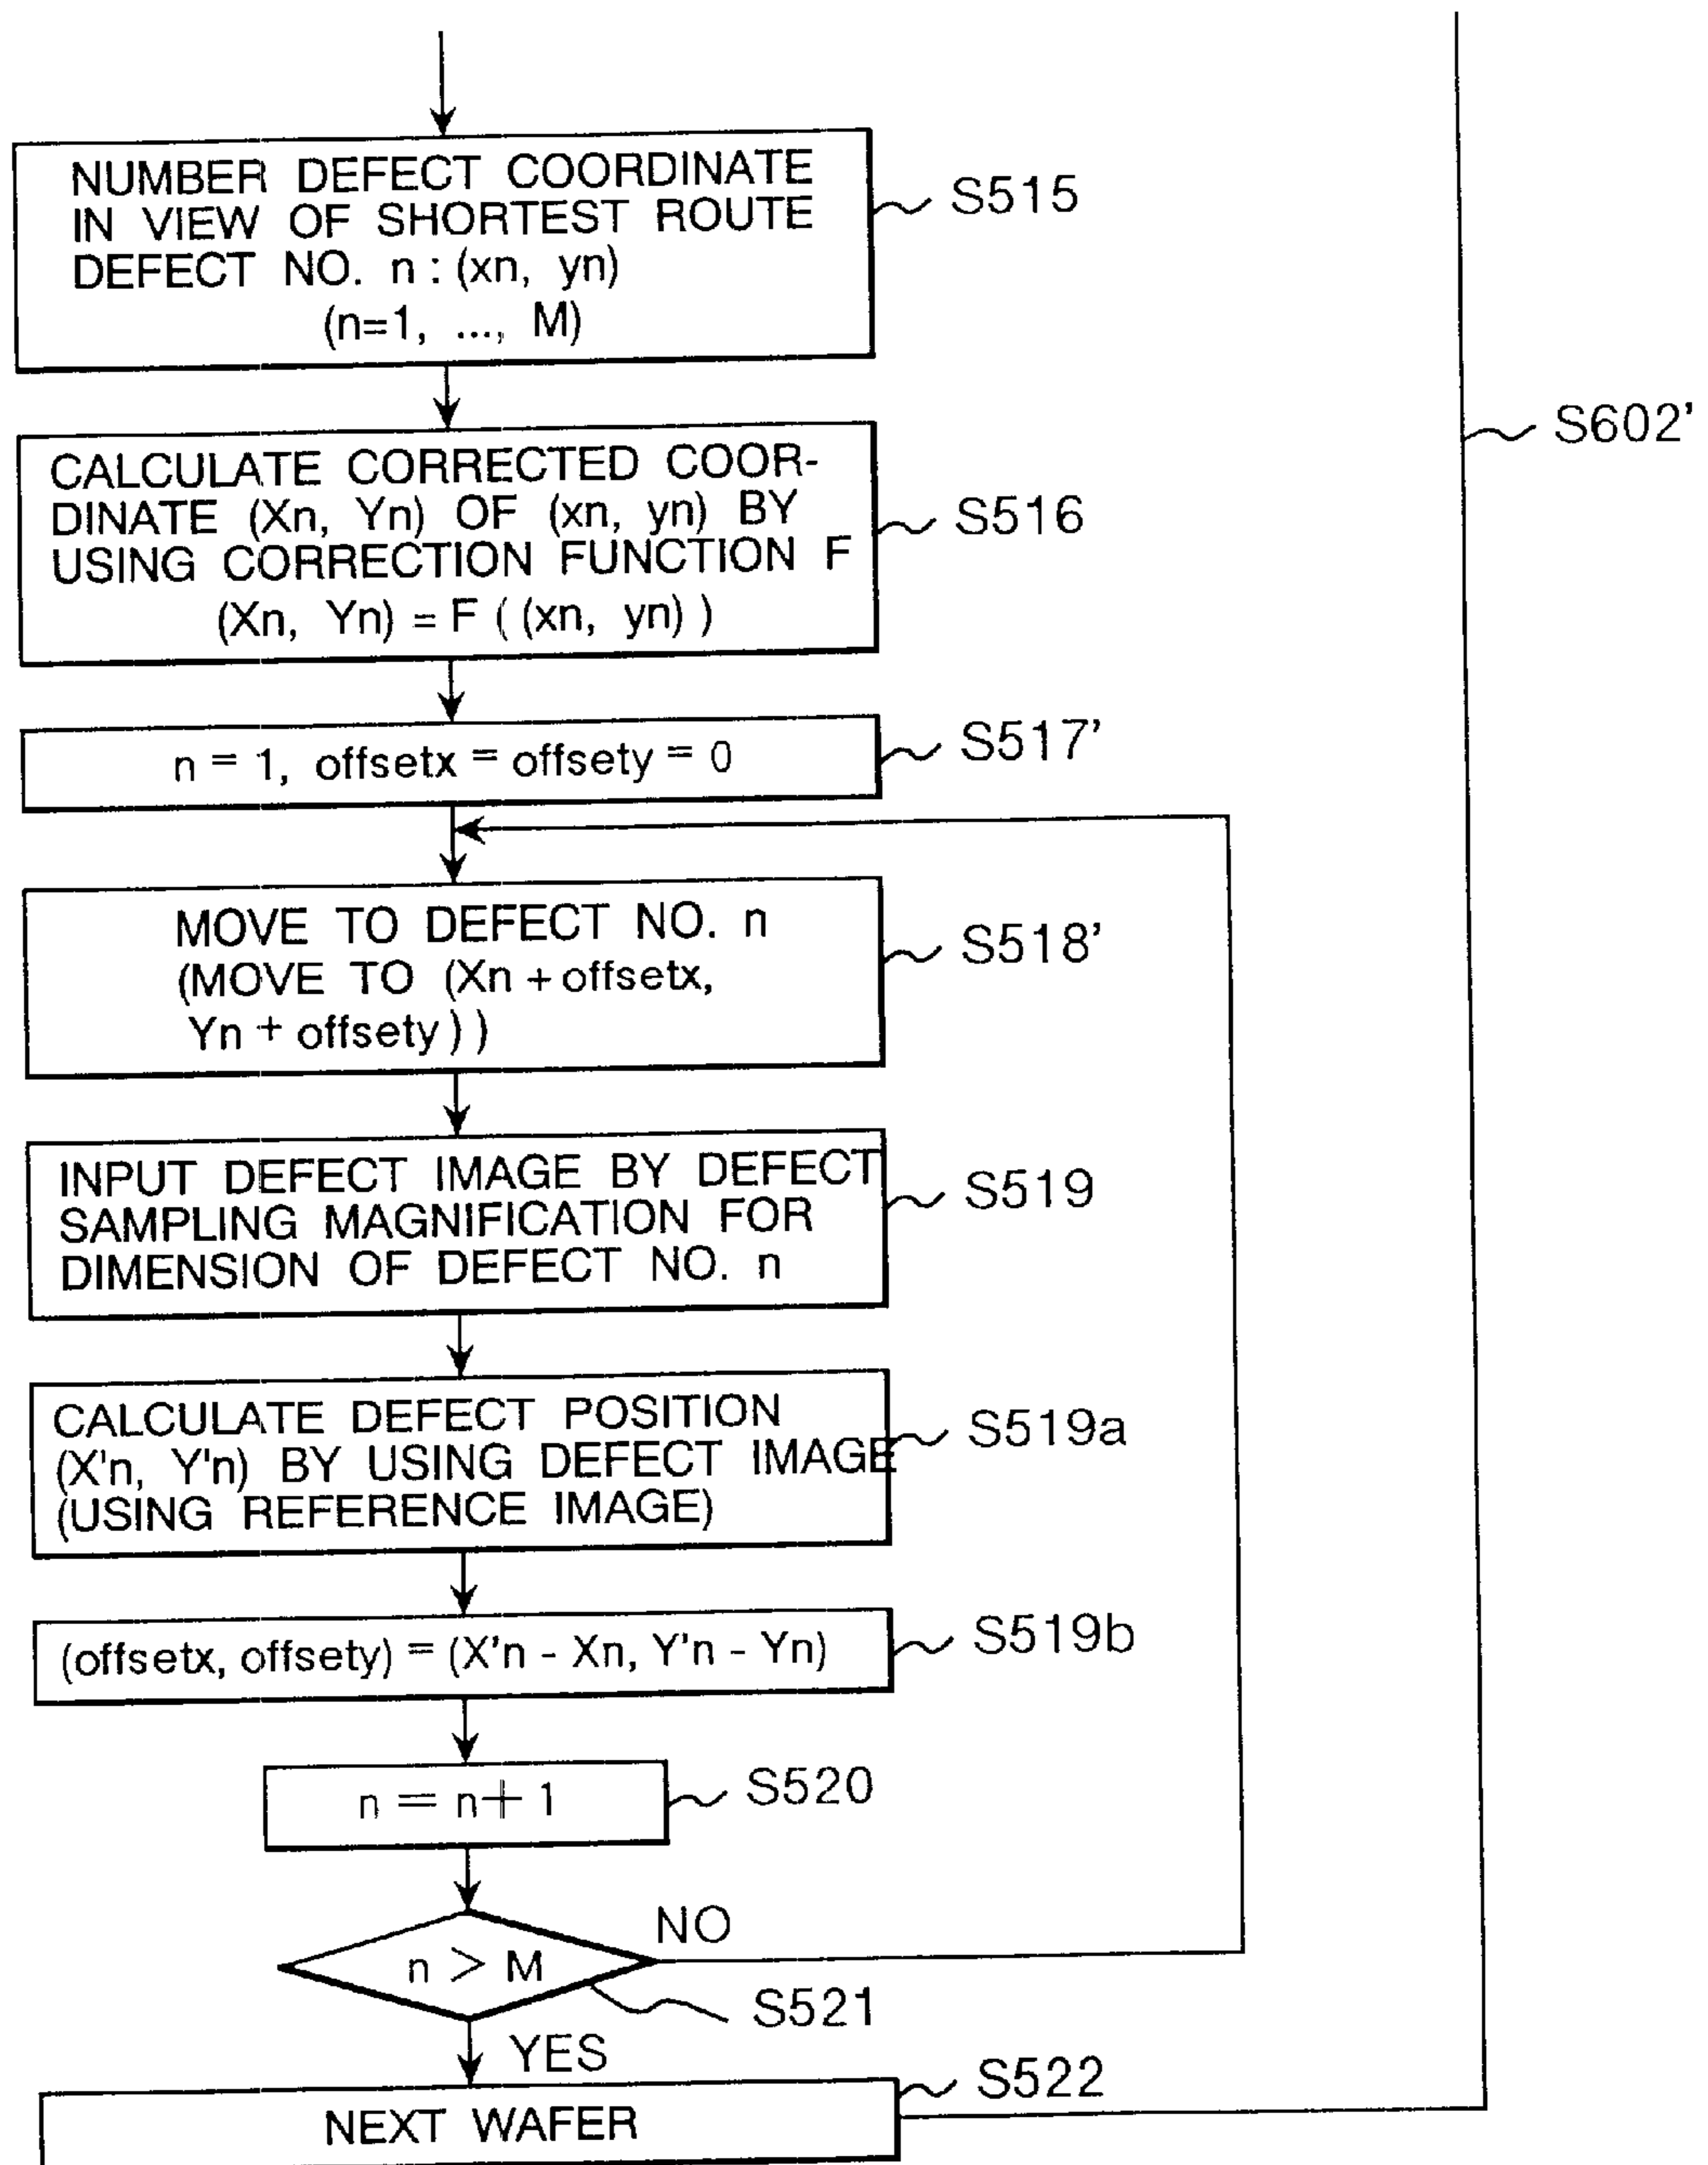 NUMBER DEFECT COORDINATE
IN VIEW OF SHORTEST ROUTE
DEFECT NO. n : (xn, yn)
(n=1, ..., M)
S515
S602'
CALCULATE CORRECTED COOR-
DINATE (Xn, Yn) OF (xn, yn) BY
USING CORRECTION FUNCTION F
(Xn, Yn) = F ( (xn, yn) )
S516
n = 1, offsetx = offsety = 0
S517'
MOVE TO DEFECT NO. n
(MOVE TO (Xn + offsetx,
Yn + offsety) )
S518'
INPUT DEFECT IMAGE BY DEFECT
SAMPLING MAGNIFICATION FOR
DIMENSION OF DEFECT NO. n
S519
CALCULATE DEFECT POSITION
(X'n, Y'n) BY USING DEFECT IMAGE
(USING REFERENCE IMAGE)
S519a
(offsetx, offsety) = (X'n - Xn, Y'n - Yn)
S519b
n = n + 1
S520
n > M
NO
S521
YES
NEXT WAFER
S522